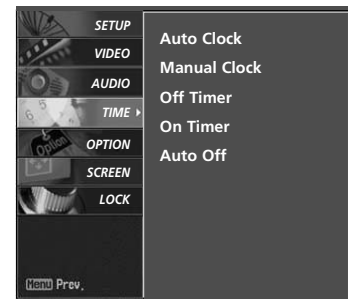 SETUP
VIDEO
AUDIO
TIME
OPTION
SCREEN
LOCK
Auto Clock
Manual Clock
Off Timer
On Timer
Auto Off
Option
Menu Prev.